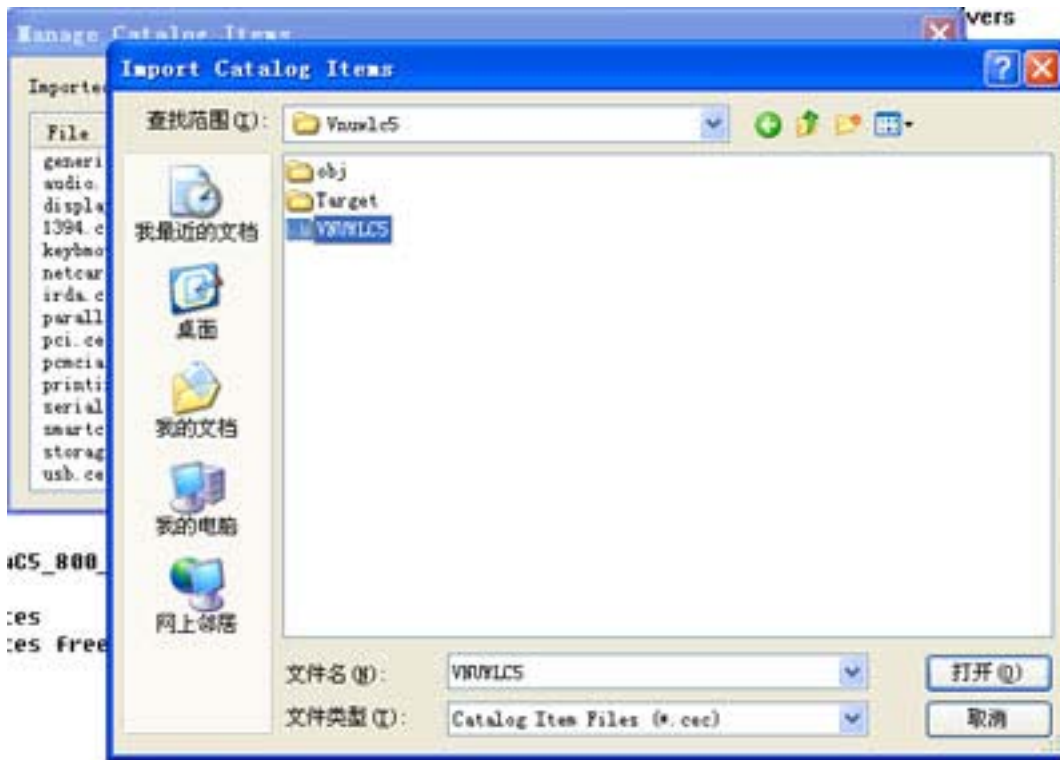 vers
Manage Catalog Items
Import Catalog Items
Imported
查找范围(I):
Vnuwlc5
File
generi
audio.
displa
1394.c
keybmo
netcar
irda.c
parall
pci.ce
pcmcia
printi
serial
smartc
storag
usb.ce
obj
Target
VNUWLC5
我最近的文档
桌面
我的文档
我的电脑
网上邻居
C5_800_
es
es free
文件名(N):
VNUWLC5
打开(O)
文件类型(T):
Catalog Item Files (*.cec)
取消